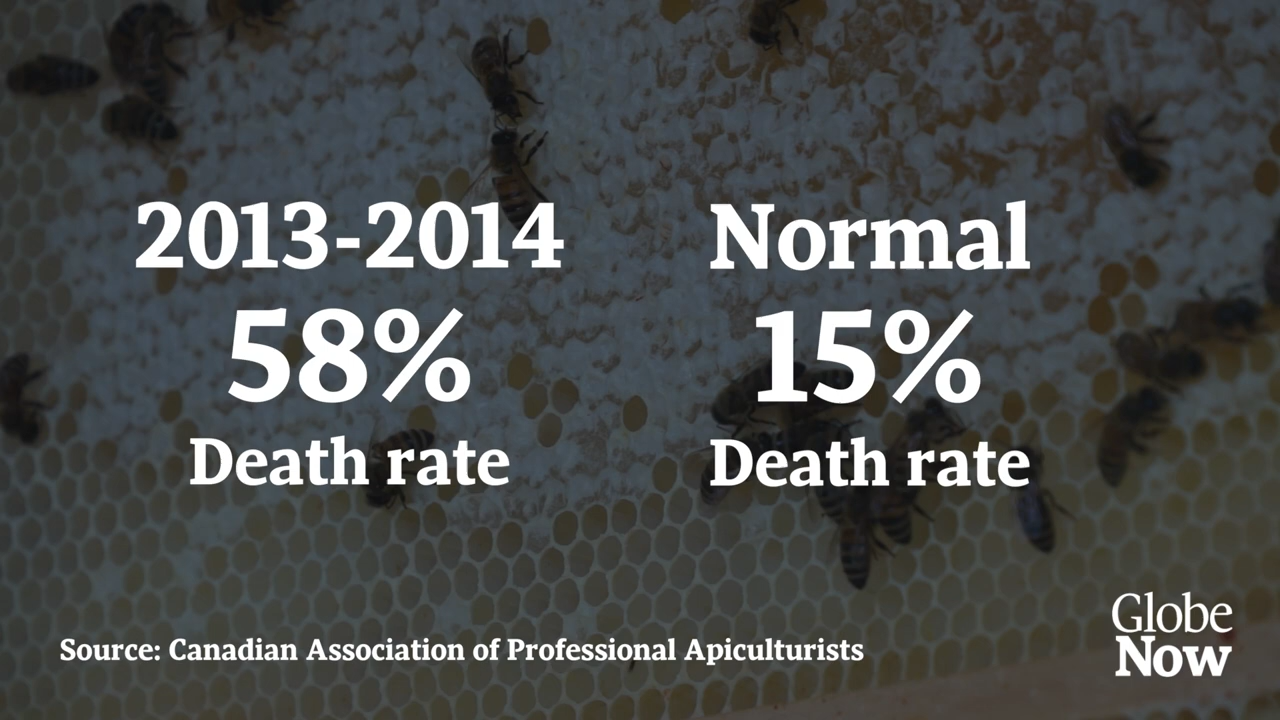 2013-2014
58%
Death rate
Normal
15%
Death rate
Source: Canadian Association of Professional Apiculturists
Globe
Now